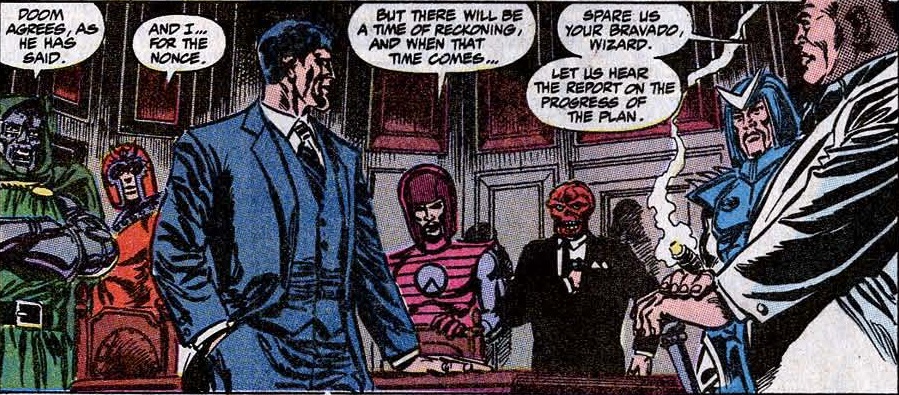 DOOM
AGREES, AS
HE HAS
SAID.
AND I...
FOR THE
NONCE.
BUT THERE WILL BE
A TIME OF RECKONING,
AND WHEN THAT
TIME COMES...
SPARE US
YOUR BRAVADO,
WIZARD.
LET US HEAR
THE REPORT ON THE
PROGRESS OF
THE PLAN.